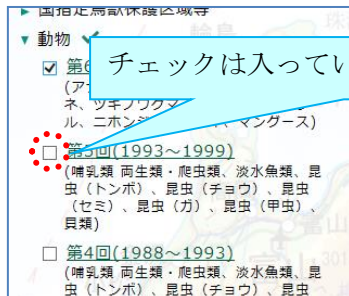 国指定鳥獣保護区域等
動物
チェックは入ってい
(ア
ネ、ツキノワグマ
ル、ニホンジ マングース)
第5回(1993～1999)
(哺乳類 両生類・爬虫類、淡水魚類、昆
虫（トンボ）、昆虫（チョウ）、昆虫
（セミ）、昆虫（ガ）、昆虫（甲虫）、
貝類)
第4回(1988～1993)
(哺乳類 両生類・爬虫類、淡水魚類、昆
虫（トンボ）、昆虫（チョウ）、昆虫